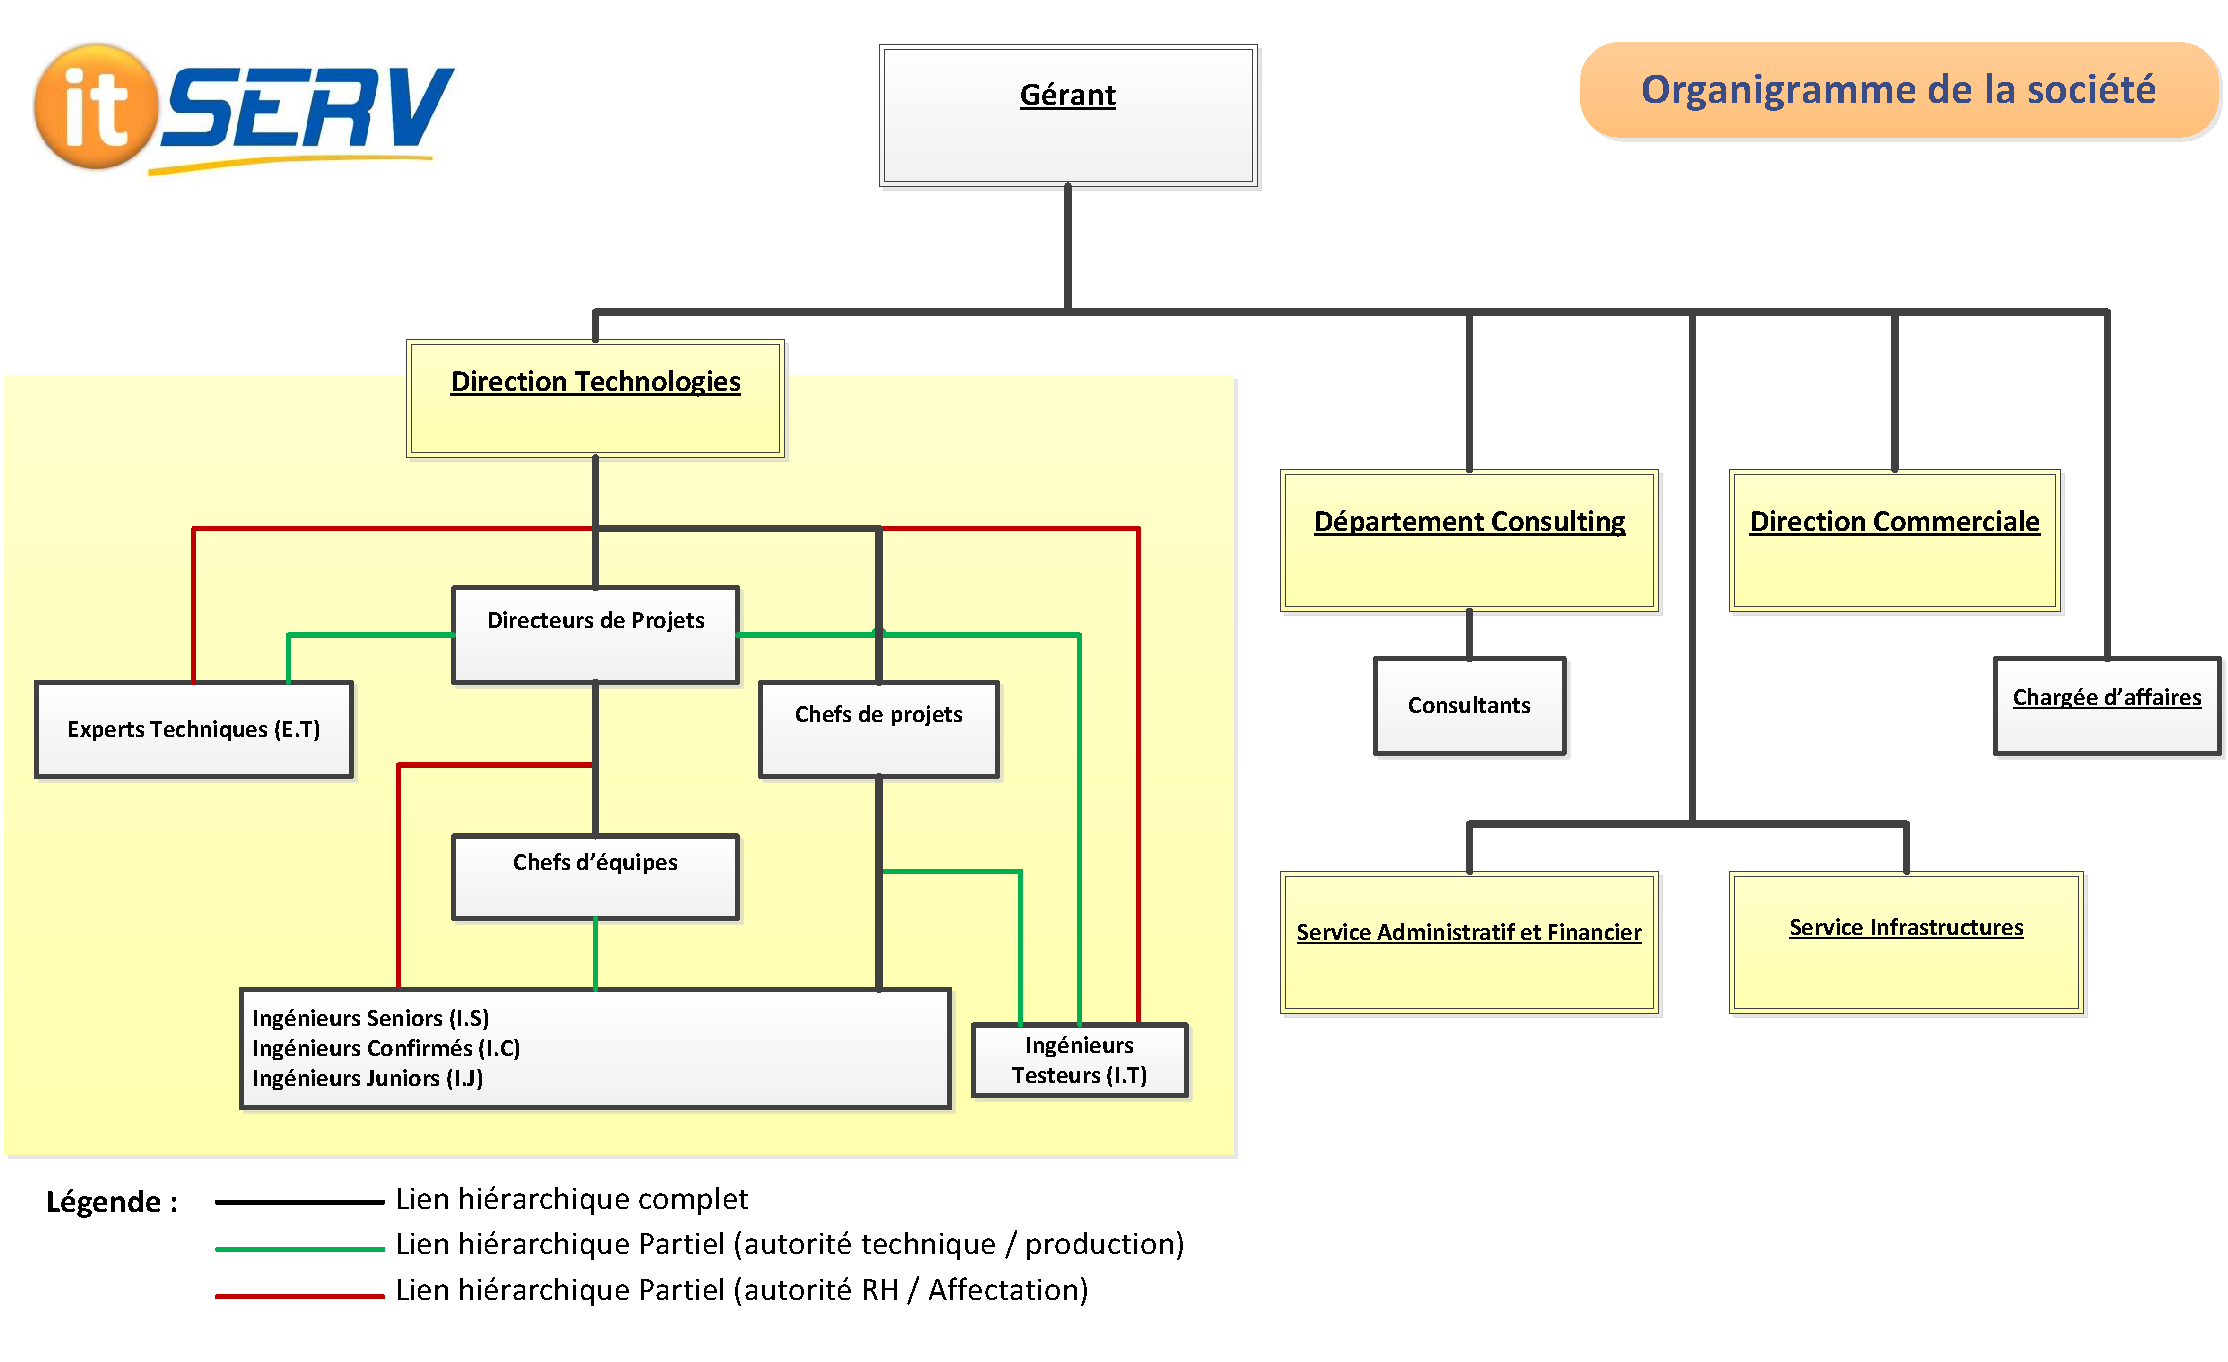 it SERV
Gérant
Organigramme de la société
Direction Technologies
Département Consulting
Direction Commerciale
Directeurs de Projets
Experts Techniques (E.T)
Chefs de projets
Consultants
Chargée d’affaires
Chefs d’équipes
Service Administratif et Financier
Service Infrastructures
Ingénieurs Seniors (I.S)
Ingénieurs Confirmés (I.C)
Ingénieurs Juniors (I.J)
Ingénieurs
Testeurs (I.T)
Légende :
Lien hiérarchique complet
Lien hiérarchique Partiel (autorité technique / production)
Lien hiérarchique Partiel (autorité RH / Affectation)